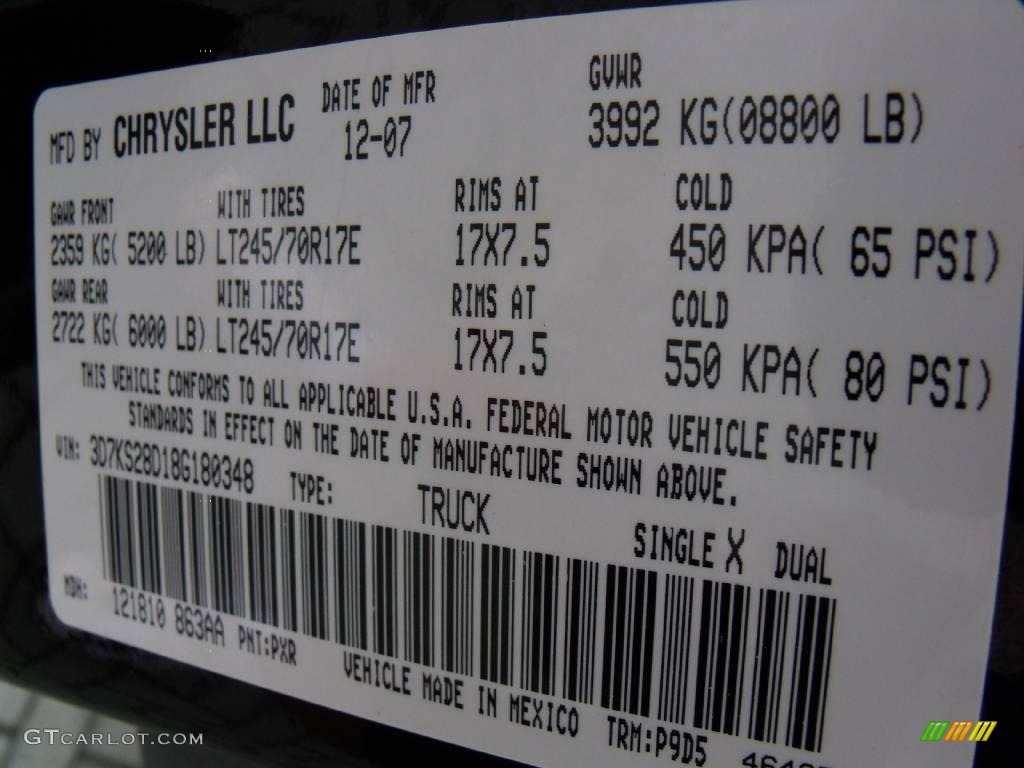 MFD BY CHRYSLER LLC DATE OF MFR GVWR
12-07 3992 KG(08800 LB)
GAWR FRONT WITH TIRES RIMS AT COLD
2359 KG( 5200 LB) LT245/70R17E 17X7.5 450 KPA( 65 PSI)
GAWR REAR WITH TIRES RIMS AT COLD
2722 KG( 6000 LB) LT245/70R17E 17X7.5 550 KPA( 80 PSI)
THIS VEHICLE CONFORMS TO ALL APPLICABLE U.S.A. FEDERAL MOTOR VEHICLE SAFETY
STANDARDS IN EFFECT ON THE DATE OF MANUFACTURE SHOWN ABOVE.
VIN: 3D7KS28D18G180348 TYPE: TRUCK SINGLE X DUAL
MDH: 121810 863AA PNT:PXR
VEHICLE MADE IN MEXICO TRM:P9D5
GTCARLOT.COM